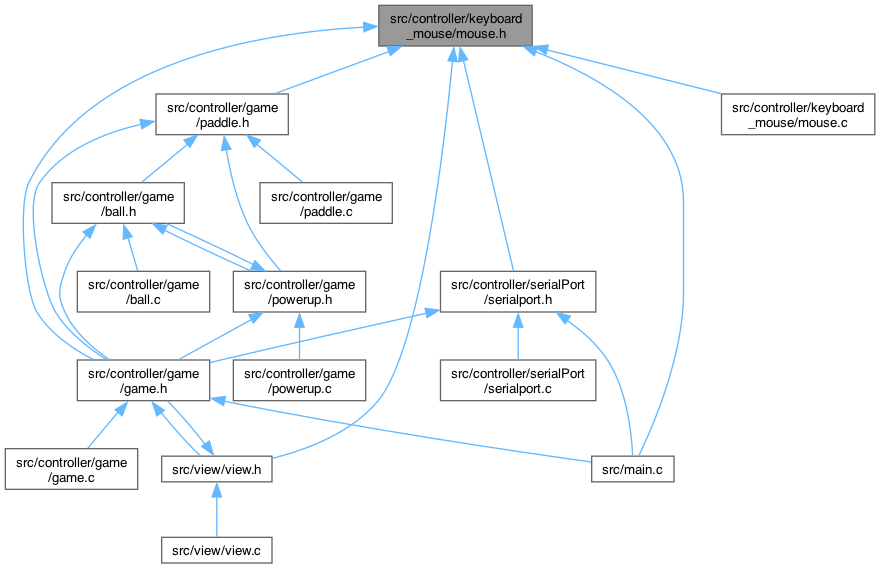 src/controller/keyboard
_mouse/mouse.h
src/controller/game
/paddle.h
src/controller/keyboard
_mouse/mouse.c
src/controller/game
/ball.h
src/controller/game
/paddle.c
src/controller/game
/ball.c
src/controller/game
/powerup.h
src/controller/serialPort
/serialport.h
src/controller/game
/game.h
src/controller/game
/powerup.c
src/controller/serialPort
/serialport.c
src/controller/game
/game.c
src/view/view.h
src/main.c
src/view/view.c